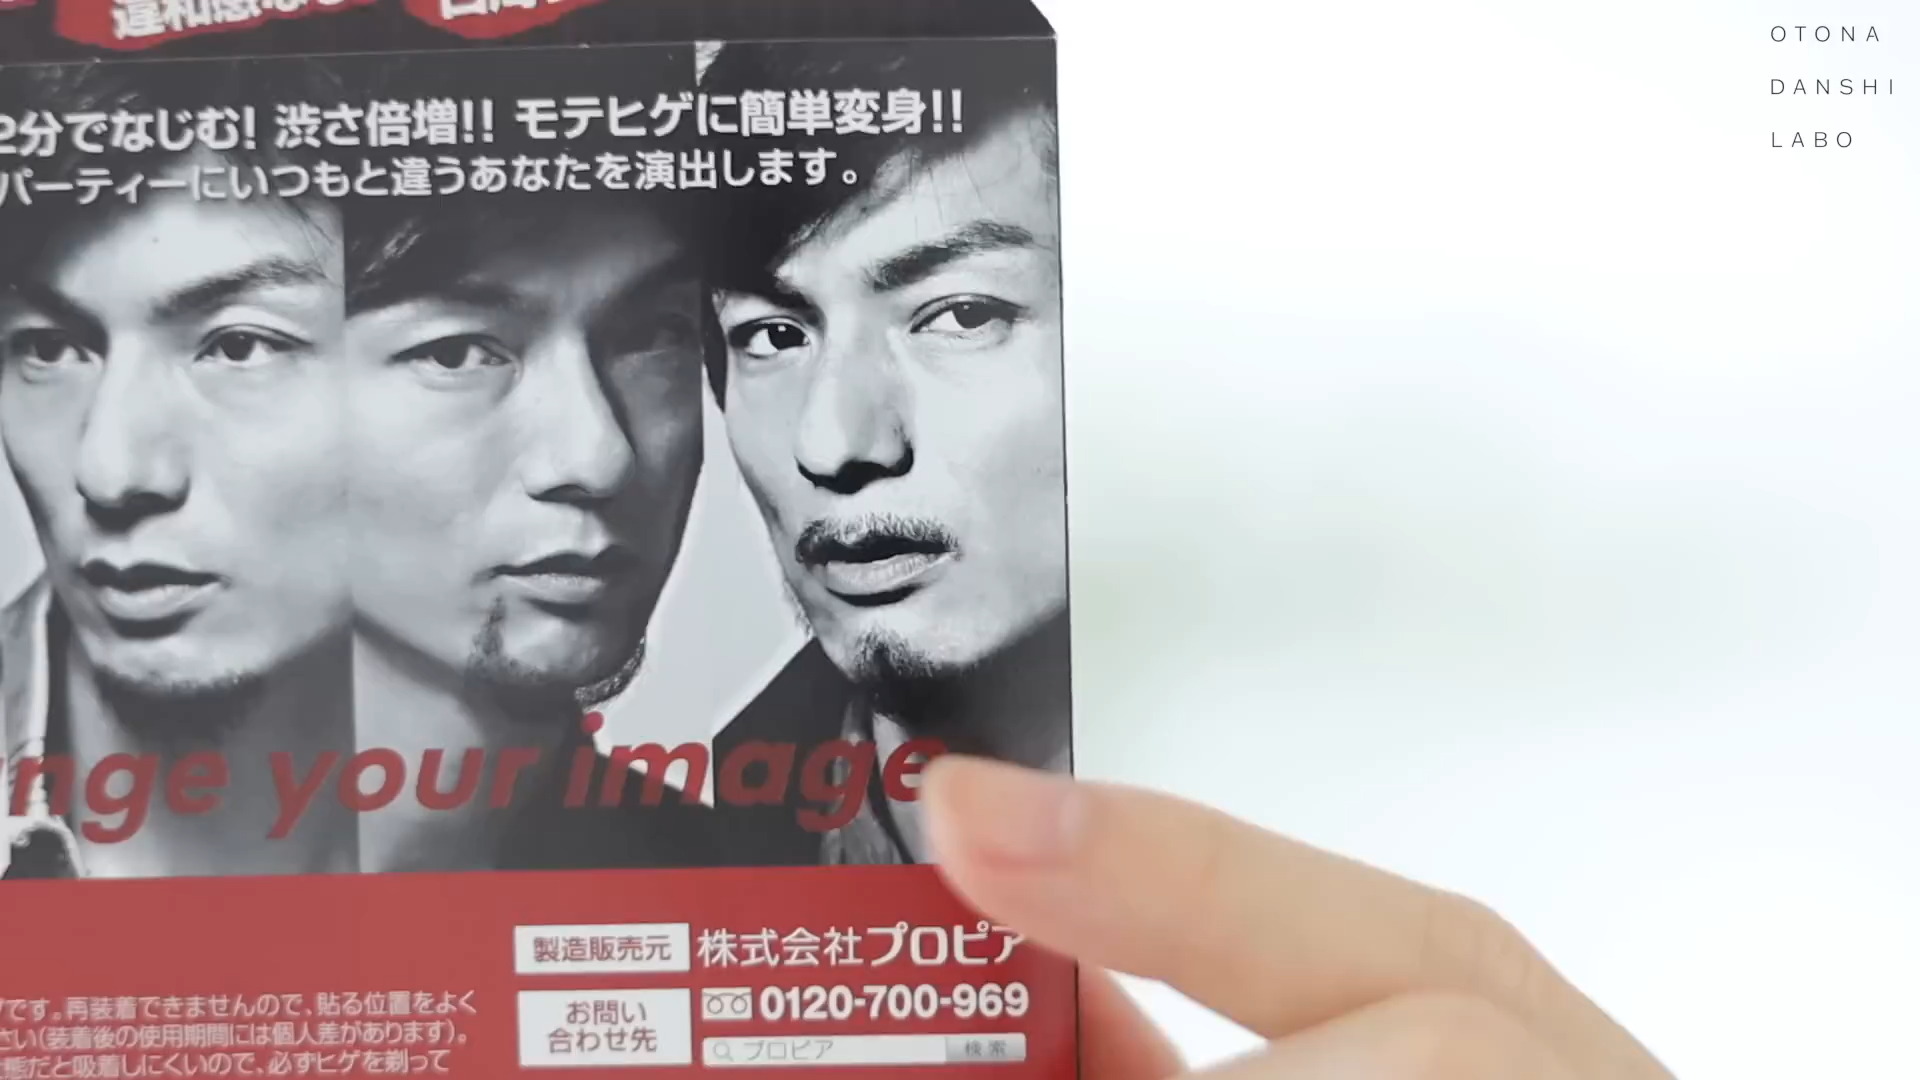 違和感な
2分でなじむ! 渋さ倍増!! モテヒゲに簡単変身!!
パーティーにいつもと違うあなたを演出します。
nge your image
製造販売元 株式会社プロピア
お問い合わせ先 0120-700-969
プロピア 検索
です。再装着できませんので、貼る位置をよく
さい(装着後の使用期間には個人差があります)。
態だと吸着しにくいので、必ずヒゲを剃って
OTONA
DANSHI
LABO